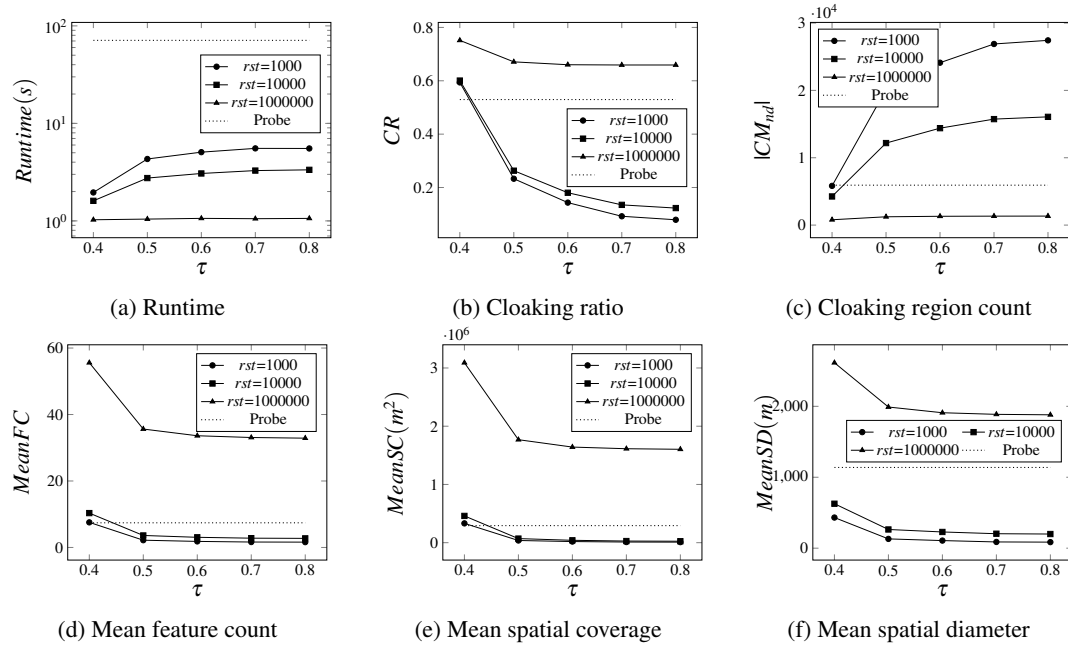 10^2
10^1
10^0
0.4 0.5 0.6 0.7 0.8
Runtime(s)
τ
rst=1000
rst=10000
rst=1000000
Probe
(a) Runtime
0.8
0.6
0.4
0.2
0.4 0.5 0.6 0.7 0.8
CR
τ
rst=1000
rst=10000
rst=1000000
Probe
(b) Cloaking ratio
·10^4
3
2
1
0
0.4 0.5 0.6 0.7 0.8
|CM_{nd}|
τ
rst=1000
rst=10000
rst=1000000
Probe
(c) Cloaking region count
60
40
20
0
0.4 0.5 0.6 0.7 0.8
MeanFC
τ
rst=1000
rst=10000
rst=1000000
Probe
(d) Mean feature count
·10^6
3
2
1
0
0.4 0.5 0.6 0.7 0.8
MeanSC(m^2)
τ
rst=1000
rst=10000
rst=1000000
Probe
(e) Mean spatial coverage
2,000
1,000
0
0.4 0.5 0.6 0.7 0.8
MeanSD(m)
τ
rst=1000 rst=10000
rst=1000000 Probe
(f) Mean spatial diameter